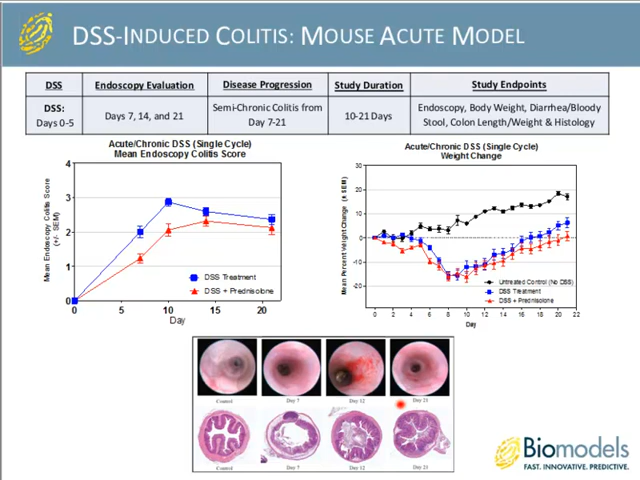 DSS-INDUCED COLITIS: MOUSE ACUTE MODEL
DSS Endoscopy Evaluation Disease Progression Study Duration Study Endpoints
DSS:
Days 0-5
Days 7, 14, and 21
Semi-Chronic Colitis from
Day 7-21
10-21 Days
Endoscopy, Body Weight, Diarrhea/Bloody
Stool, Colon Length/Weight & Histology
Acute/Chronic DSS (Single Cycle)
Mean Endoscopy Colitis Score
Mean Endoscopy Colitis Score
(+/- SEM)
4
3
2
1
0
DSS Treatment
DSS + Prednisolone
0 5 10 15 20
Day
Acute/Chronic DSS (Single Cycle)
Weight Change
Mean Percent Weight Change (± SEM)
30
20
10
0
-10
-20
Untreated Control (No DSS)
DSS Treatment
DSS + Prednisolone
0 2 4 6 8 10 12 14 16 18 20 22
Day
Control Day 7 Day 12 Day 21
Control Day 7 Day 12 Day 21
Biomodels
FAST. INNOVATIVE. PREDICTIVE.